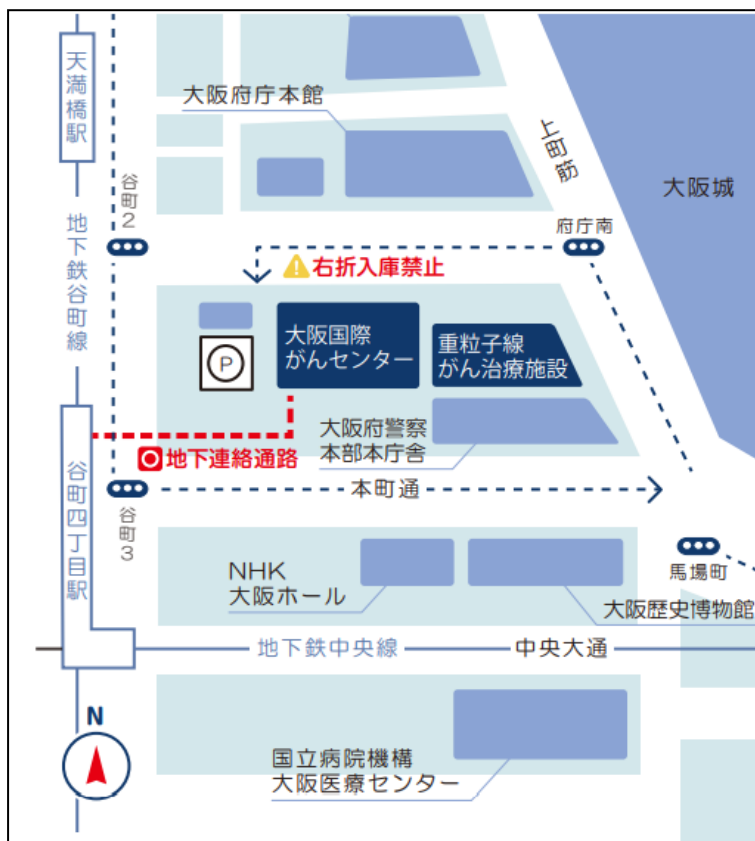 天満橋駅
大阪府庁本館
上町筋
大阪城
谷町2
地下鉄谷町線
府庁南
右折入庫禁止
大阪国際
がんセンター
重粒子線
がん治療施設
P
大阪府警察
本部本庁舎
地下連絡通路
谷町四丁目駅
谷町3
本町通
馬場町
NHK
大阪ホール
大阪歴史博物館
地下鉄中央線
中央大通
N
国立病院機構
大阪医療センター